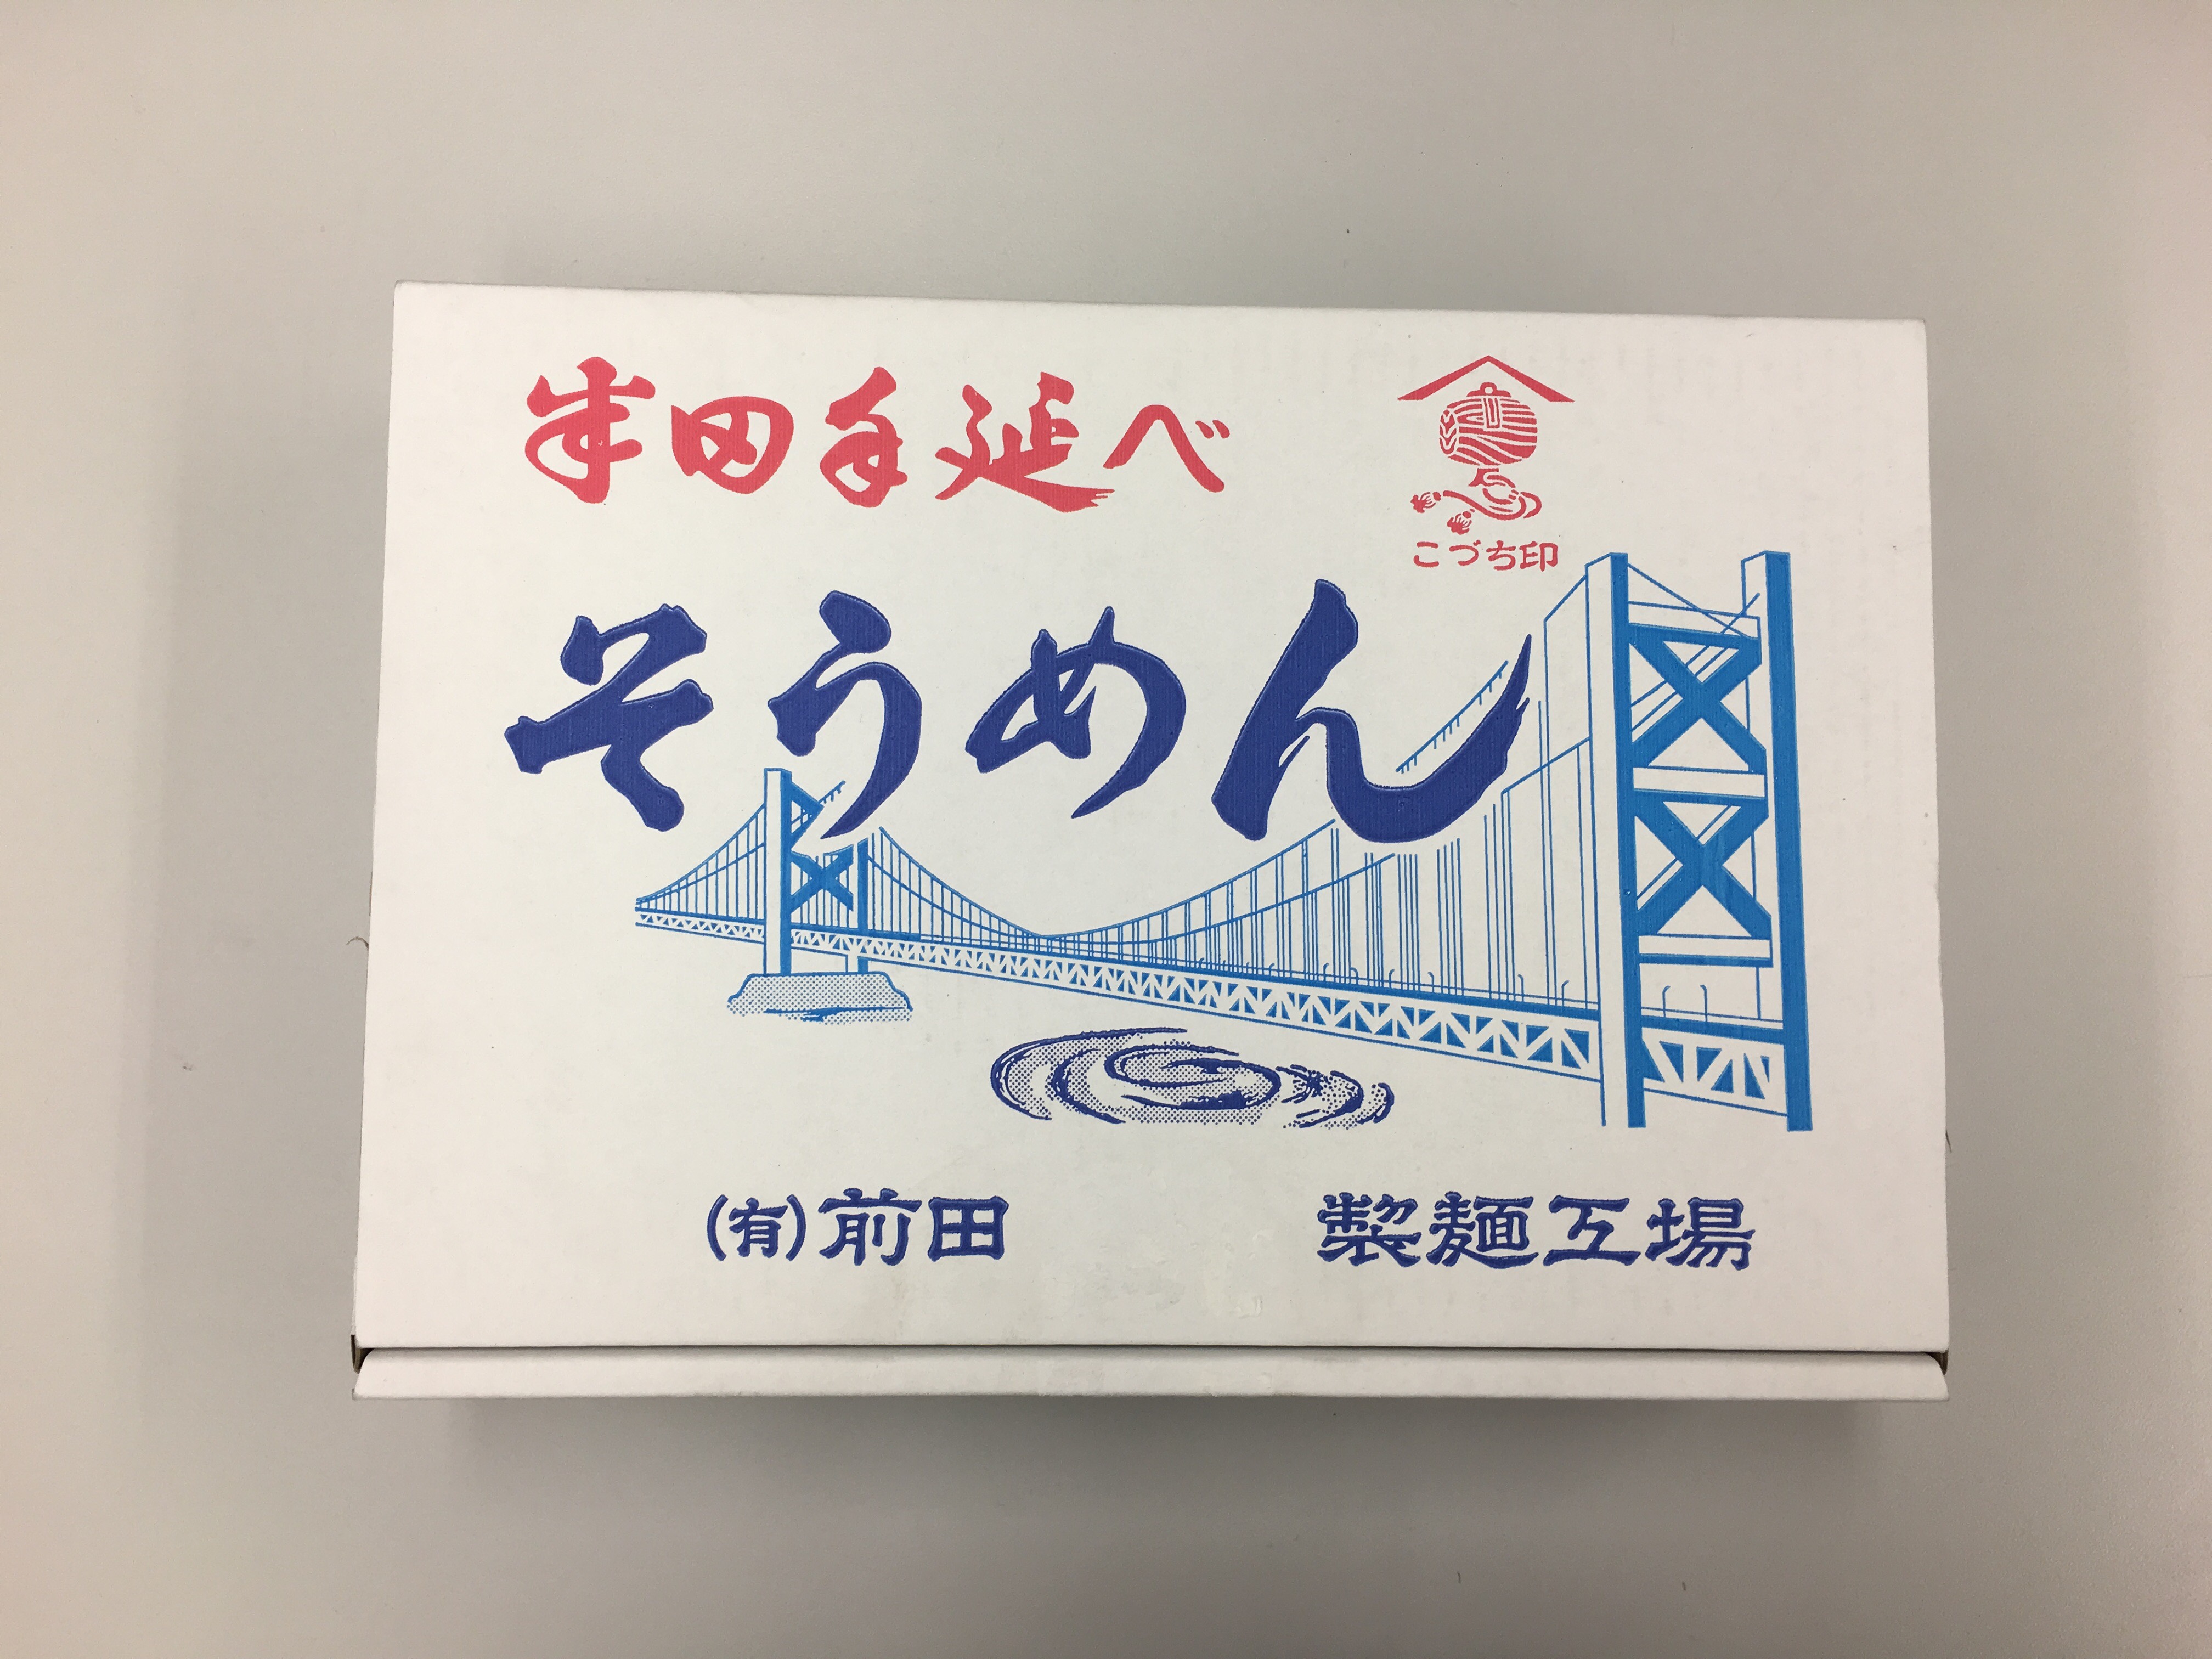 半田手延べ
こづち印
そうめん
(有)前田 製麺工場